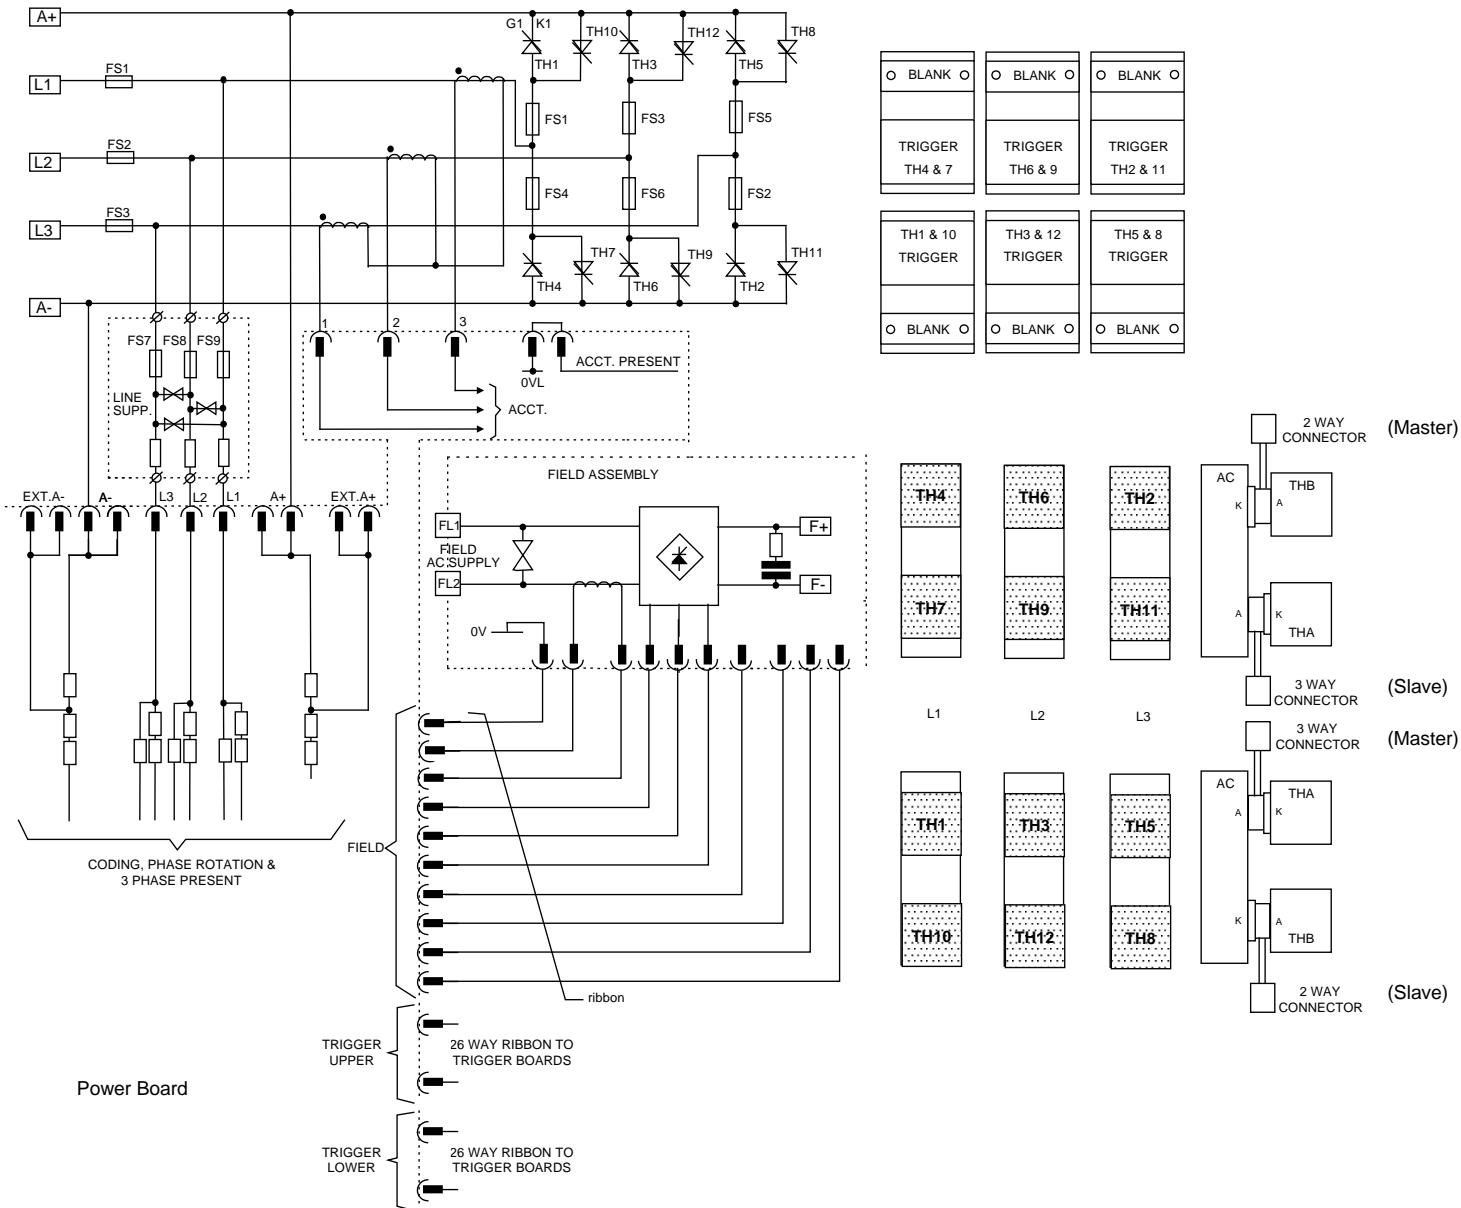 A+
G1 K1
TH10
TH12
TH8
TH1
TH3
TH5
L1
FS1
FS1
FS3
FS5
L2
FS2
FS4
FS6
FS2
L3
FS3
TH7
TH9
TH11
TH4
TH6
TH2
A-
BLANK
BLANK
BLANK
TRIGGER
TH4 & 7
TRIGGER
TH6 & 9
TRIGGER
TH2 & 11
TH1 & 10
TRIGGER
TH3 & 12
TRIGGER
TH5 & 8
TRIGGER
BLANK
BLANK
BLANK
FS7
FS8
FS9
LINE
SUPP.
1
2
3
0VL
ACCT. PRESENT
ACCT.
EXT.A-
A-
L3
L2
L1
A+
EXT.A+
CODING, PHASE ROTATION &
3 PHASE PRESENT
FIELD ASSEMBLY
FL1
FIELD
AC SUPPLY
FL2
F+
F-
0V
FIELD
ribbon
TRIGGER
UPPER
26 WAY RIBBON TO
TRIGGER BOARDS
TRIGGER
LOWER
26 WAY RIBBON TO
TRIGGER BOARDS
Power Board
TH4
TH6
TH2
TH7
TH9
TH11
L1
L2
L3
TH1
TH3
TH5
TH10
TH12
TH8
2 WAY
CONNECTOR
(Master)
AC
K
A
THB
A
K
THA
3 WAY
CONNECTOR
(Slave)
3 WAY
CONNECTOR
(Master)
AC
A
K
THA
K
A
THB
2 WAY
CONNECTOR
(Slave)